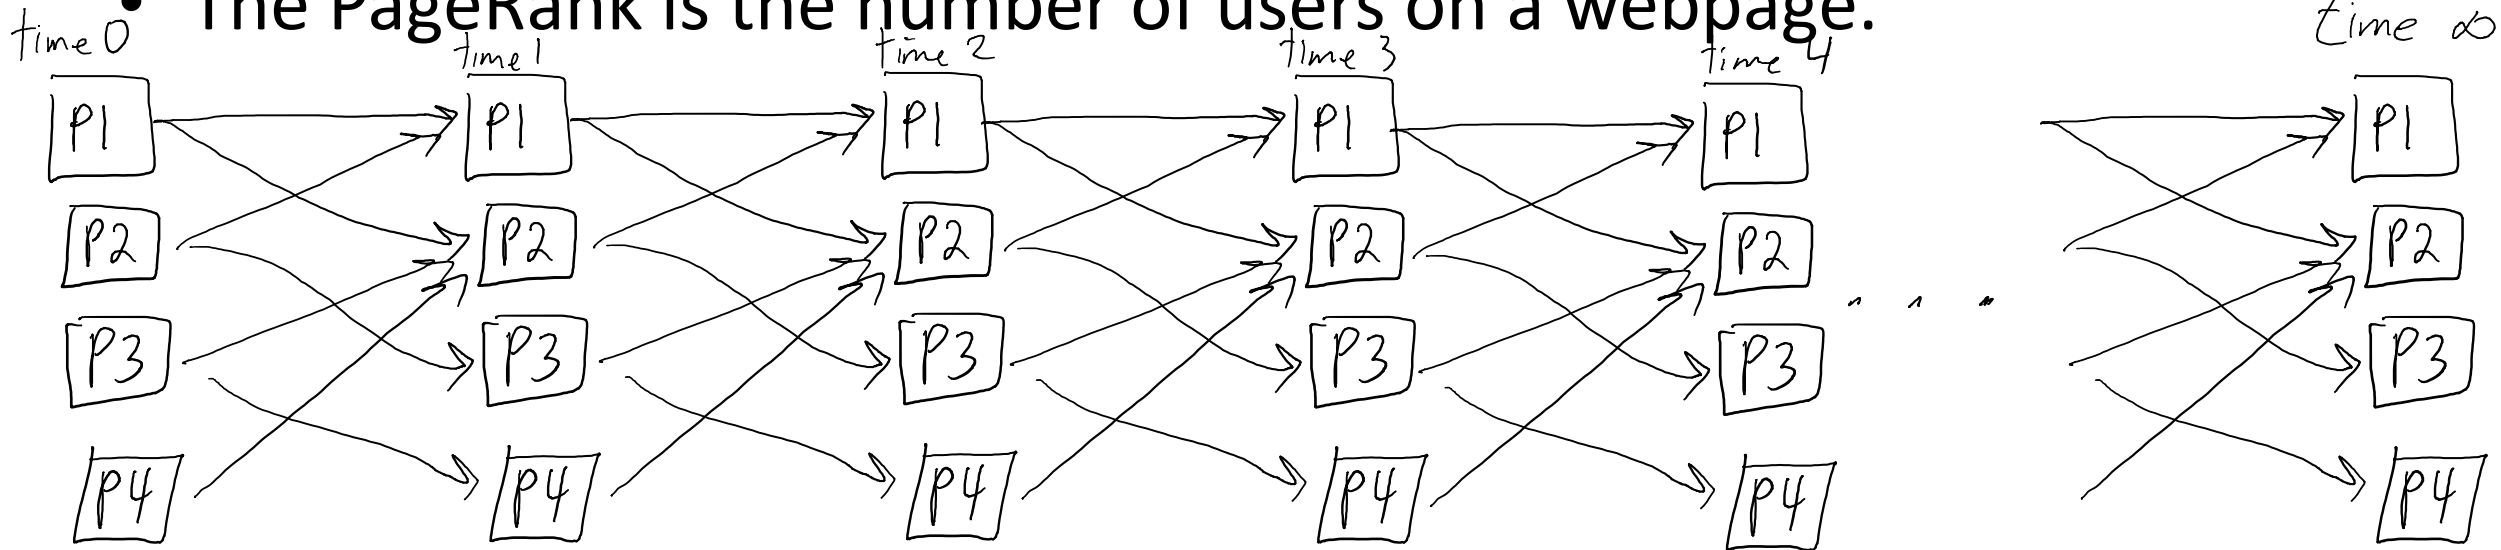 • The PageRank is the number of users on a webpage.
time 0 Time 1 time 2 time 3 time 4 time ∞
P1 P1 P1 P1 P1 P1
P2 P2 P2 P2 P2 P2
P3 P3 P3 P3 P3 P3
P4 P4 P4 P4 P4 P4